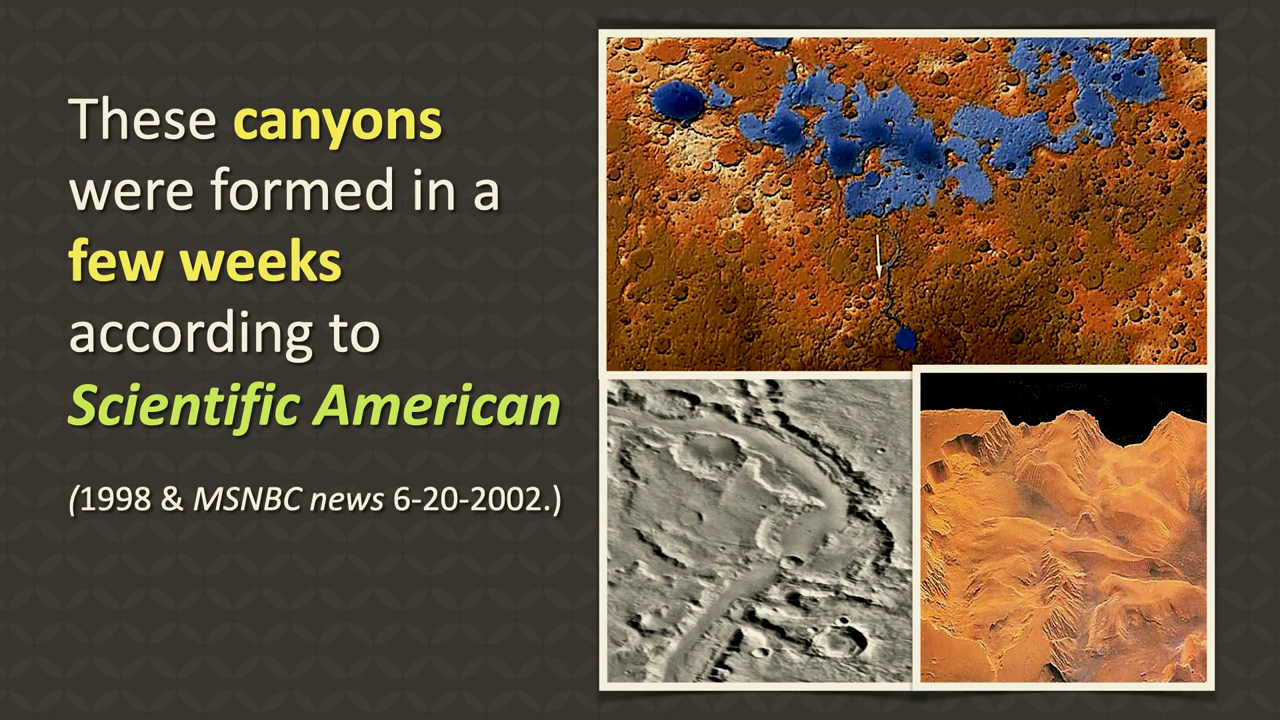 These canyons
were formed in a
few weeks
according to
Scientific American
(1998 & MSNBC news 6-20-2002.)